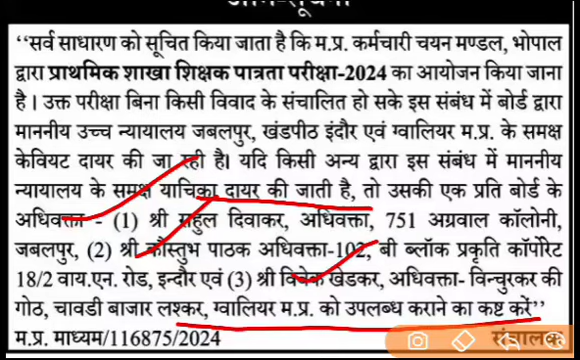 "सर्व साधारण को सूचित किया जाता है कि म.प्र. कर्मचारी चयन मण्डल, भोपाल
द्वारा प्राथमिक शाखा शिक्षक पात्रता परीक्षा-2024 का आयोजन किया जाना
है। उक्त परीक्षा बिना किसी विवाद के संचालित हो सके इस संबंध में बोर्ड द्वारा
माननीय उच्च न्यायालय जबलपुर, खंडपीठ इंदौर एवं ग्वालियर म.प्र. के समक्ष
केवियट दायर की जा रही है। यदि किसी अन्य द्वारा इस संबंध में माननीय
न्यायालय के समक्ष याचिका दायर की जाती है, तो उसकी एक प्रति बोर्ड के
अधिवक्ता - (1) श्री राहुल दिवाकर, अधिवक्ता, 751 अग्रवाल कॉलोनी,
जबलपुर, (2) श्री कौस्तुभ पाठक अधिवक्ता-102, बी ब्लॉक प्रकृति कॉर्पोरेट
18/2 वाय.एन. रोड, इन्दौर एवं (3) श्री विवेक खेडकर, अधिवक्ता- विन्चुरकर की
गोठ, चावडी बाजार लश्कर, ग्वालियर म.प्र. को उपलब्ध कराने का कष्ट करें"
म.प्र. माध्यम/116875/2024 संचालक